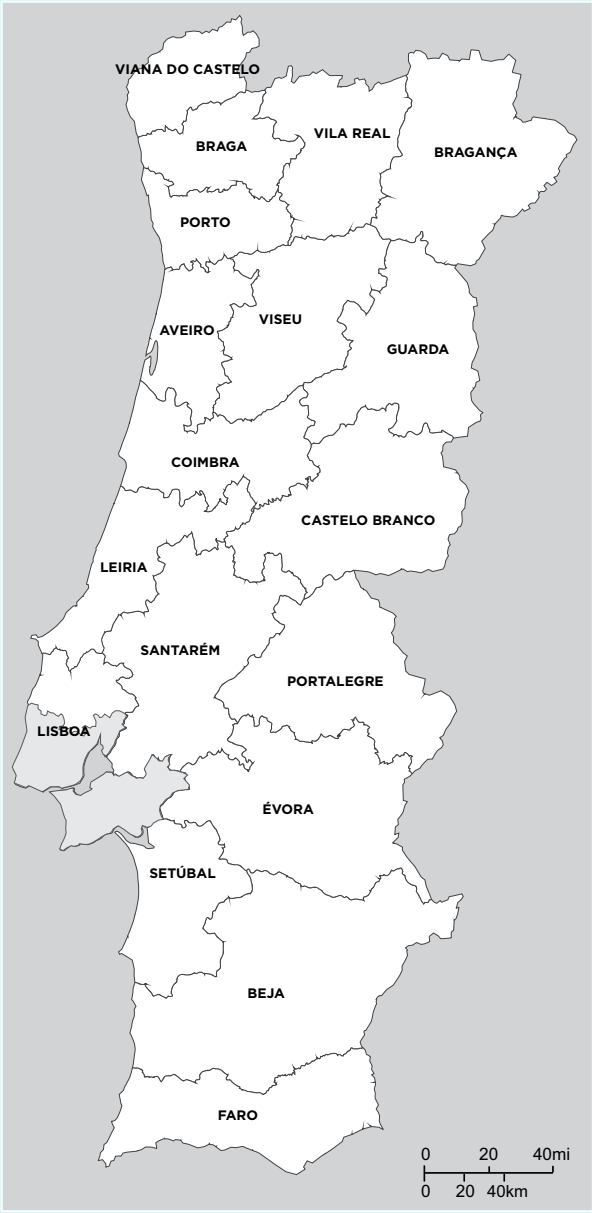 VIANA DO CASTELO
BRAGA
VILA REAL
BRAGANÇA
PORTO
AVEIRO
VISEU
GUARDA
COIMBRA
CASTELO BRANCO
LEIRIA
SANTARÉM
PORTALEGRE
LISBOA
ÉVORA
SETÚBAL
BEJA
FARO
0 20 40mi
0 20 40km